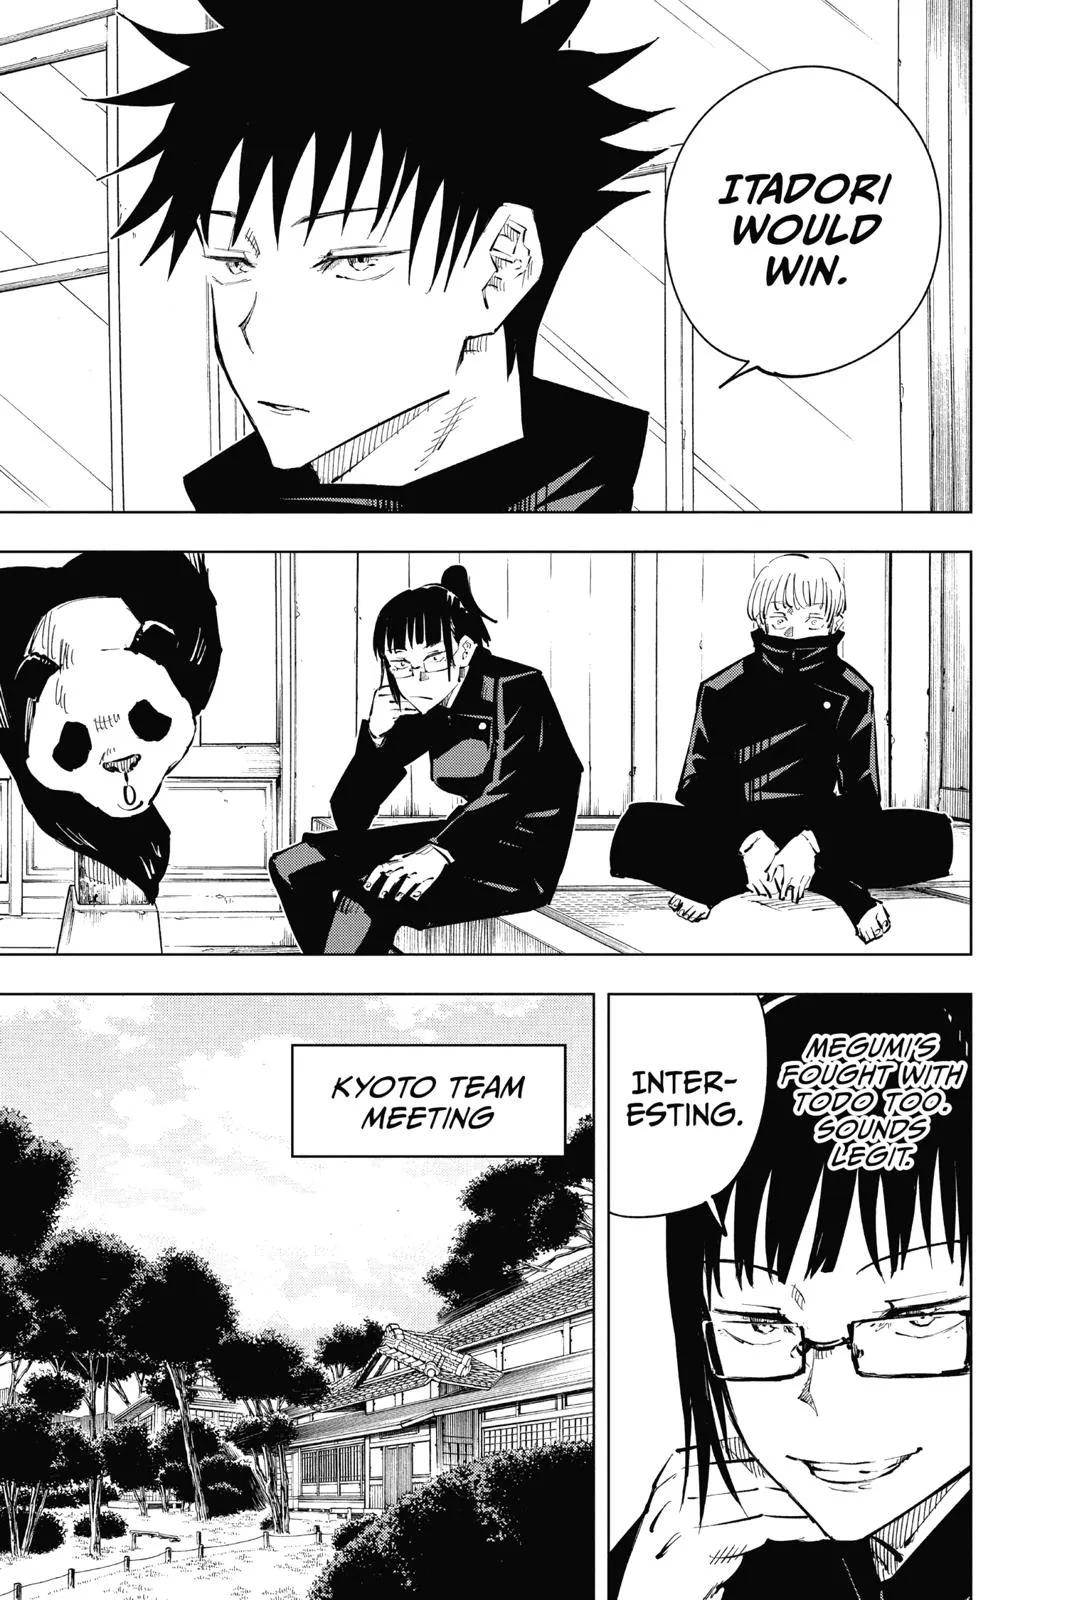 ITADORI
WOULD
WIN.
INTER-
ESTING.
MEGUMI'S
FOUGHT WITH
TODO TOO.
SOUNDS
LEGIT.
KYOTO TEAM
MEETING